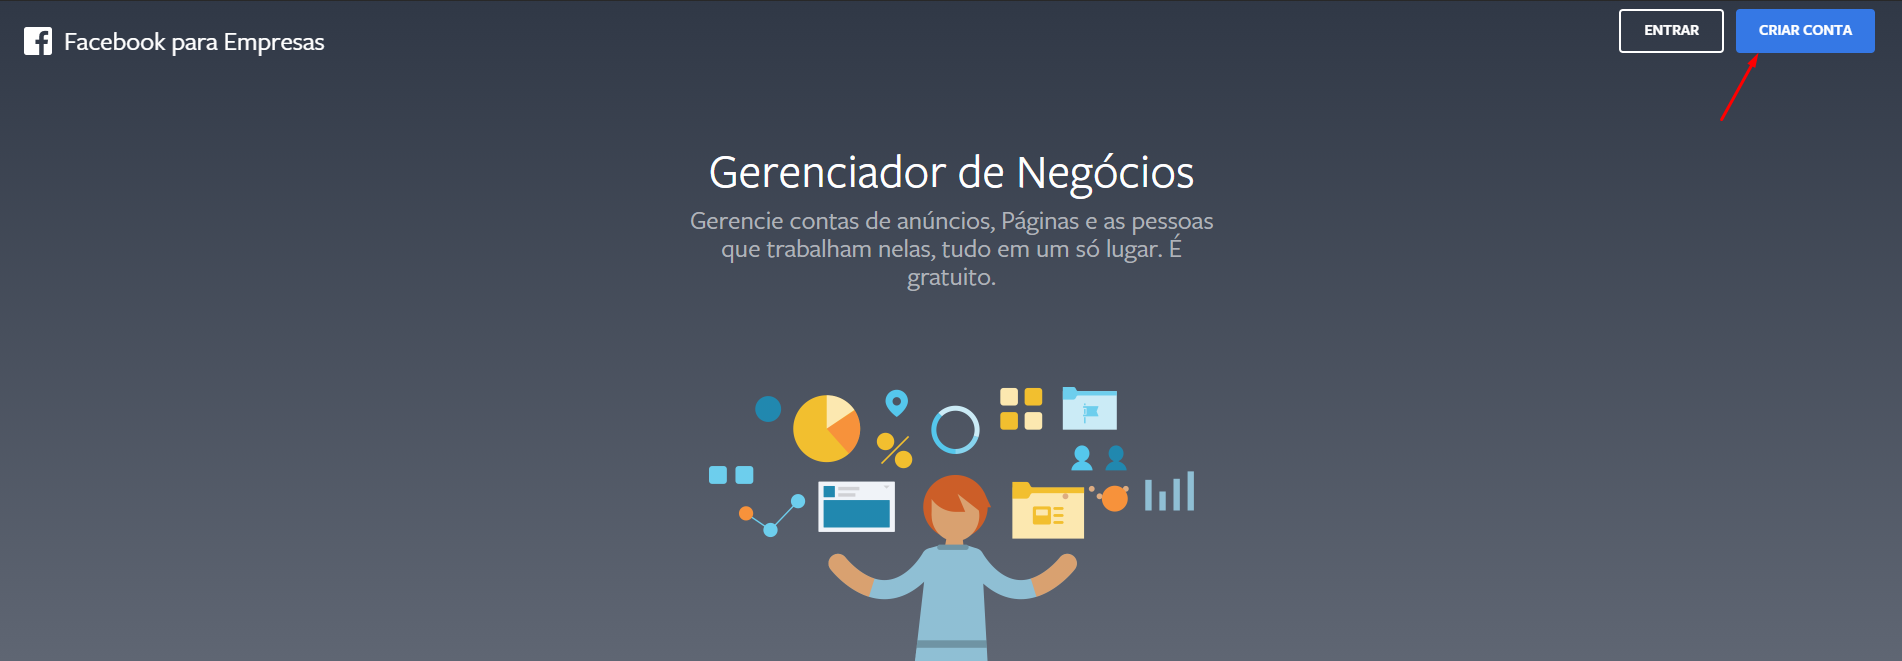 Facebook para Empresas
ENTRAR
CRIAR CONTA
Gerenciador de Negócios
Gerencie contas de anúncios, Páginas e as pessoas
que trabalham nelas, tudo em um só lugar. É
gratuito.